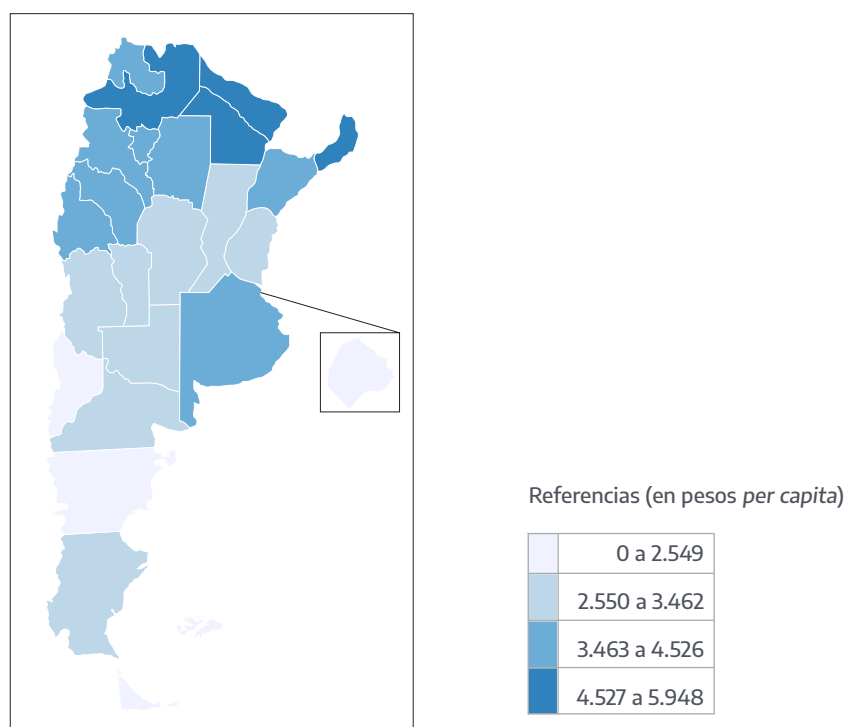 Referencias (en pesos per capita)
0 a 2.549
2.550 a 3.462
3.463 a 4.526
4.527 a 5.948